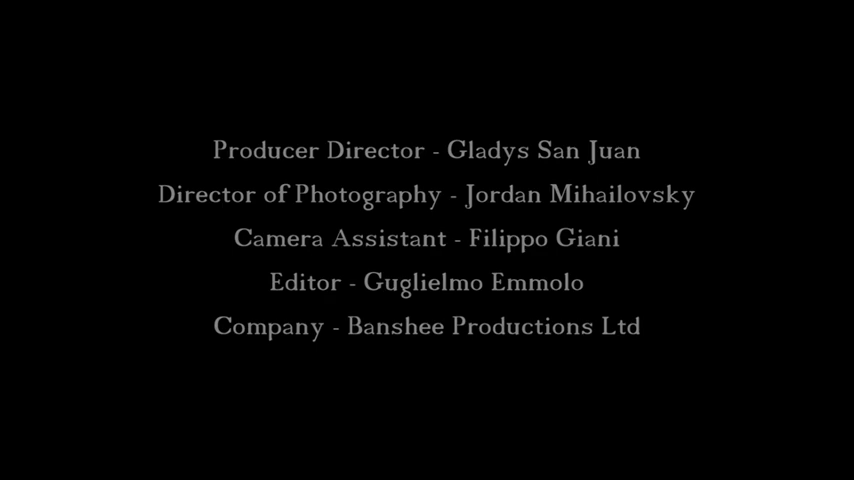 Producer Director - Gladys San Juan
Director of Photography - Jordan Mihailovsky
Camera Assistant - Filippo Giani
Editor - Guglielmo Emmolo
Company - Banshee Productions Ltd